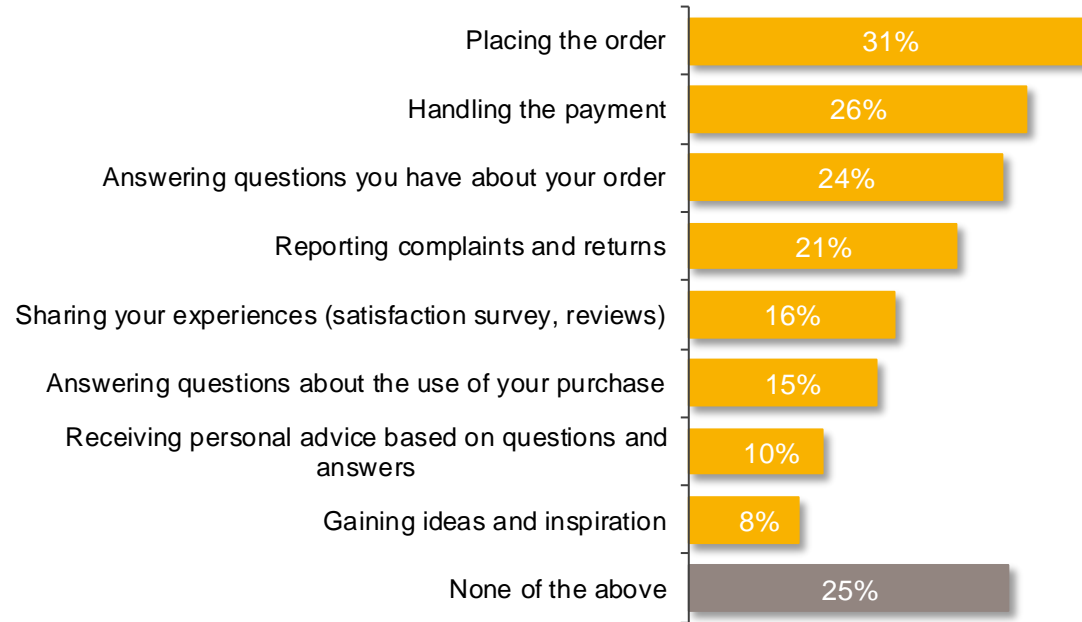 Placing the order 31%
Handling the payment 26%
Answering questions you have about your order 24%
Reporting complaints and returns 21%
Sharing your experiences (satisfaction survey, reviews) 16%
Answering questions about the use of your purchase 15%
Receiving personal advice based on questions and
answers 10%
Gaining ideas and inspiration 8%
None of the above 25%